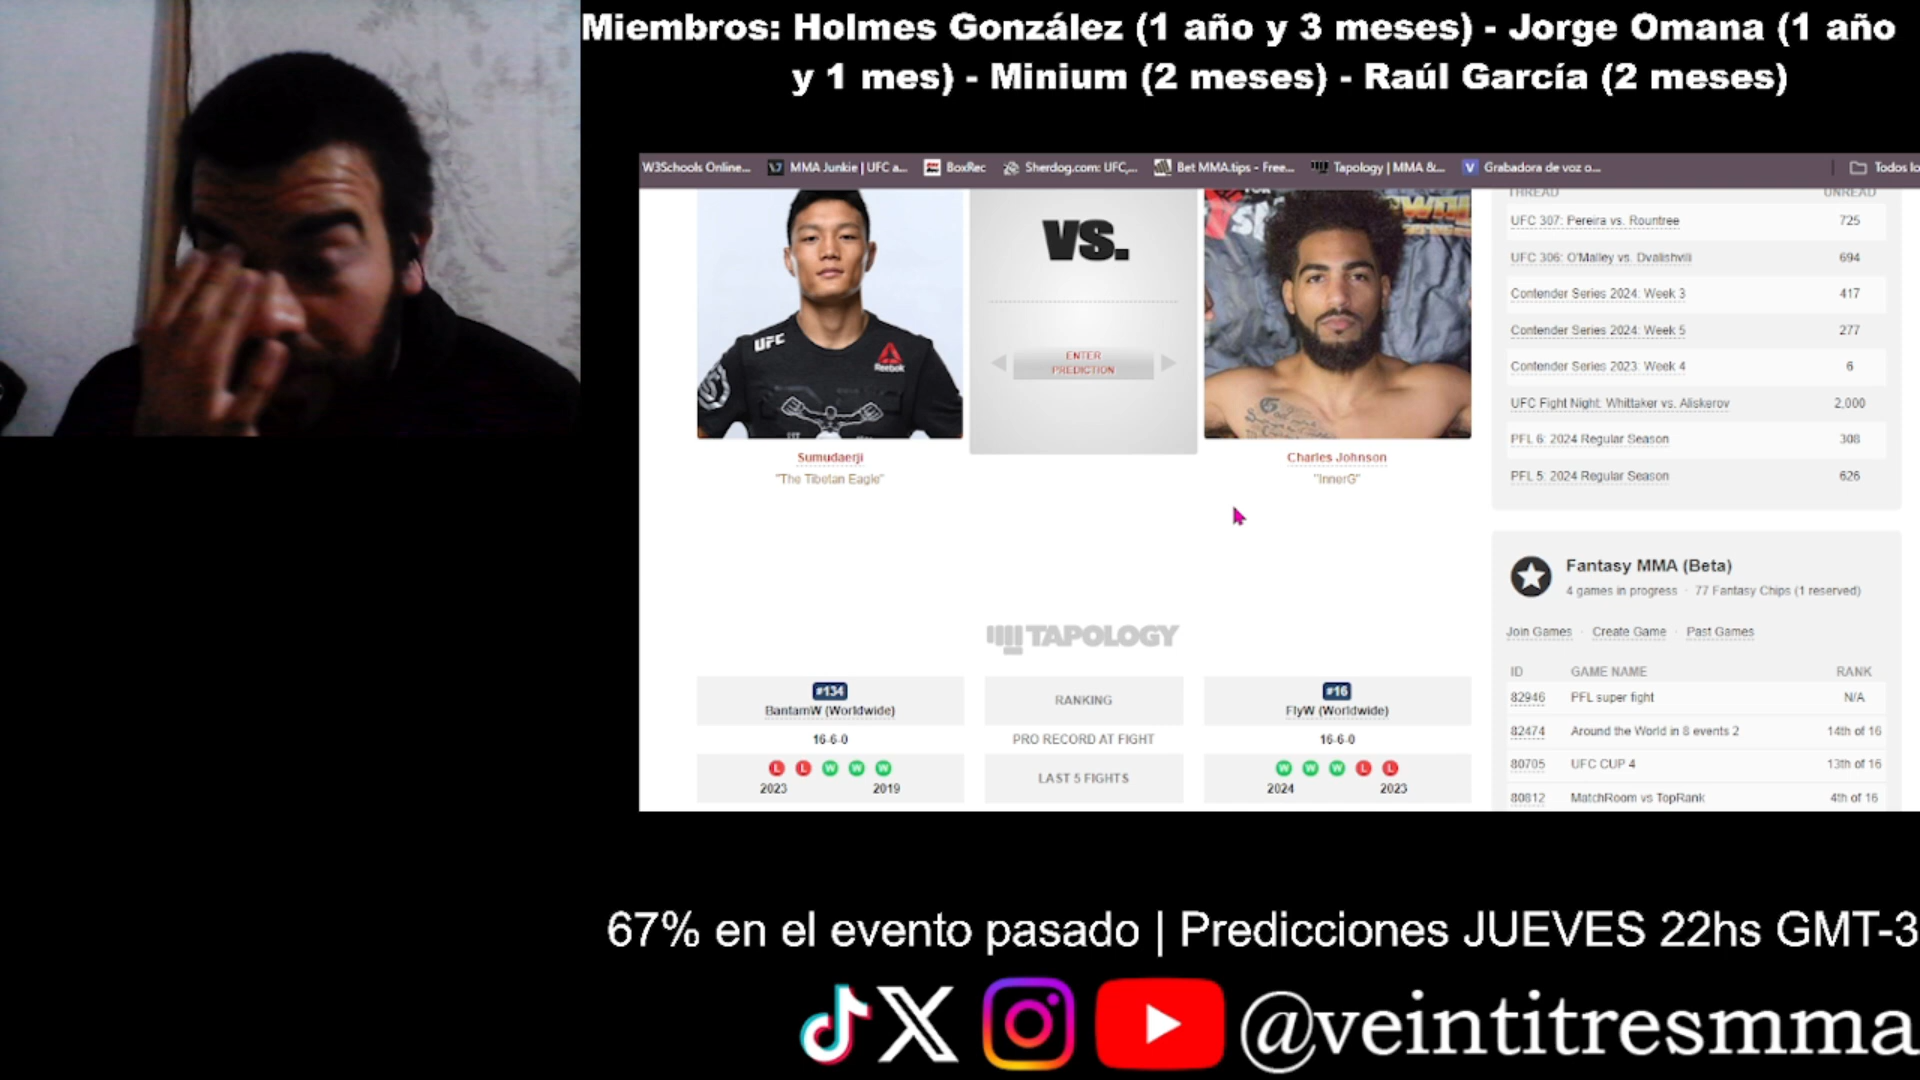 Miembros: Holmes González (1 año y 3 meses) - Jorge Omana (1 año
y 1 mes) - Minium (2 meses) - Raúl García (2 meses)
W3Schools Online... MMA Junkie | UFC a... BoxRec Sherdog.com: UFC,... Bet MMA.tips - Free... Tapology | MMA &... Grabadora de voz o... Todos lo
THREAD UNREAD
UFC 307: Pereira vs. Rountree 725
UFC 306: O'Malley vs. Dvalishvili 694
Contender Series 2024: Week 3 417
Contender Series 2024: Week 5 277
Contender Series 2023: Week 4 6
UFC Fight Night: Whittaker vs. Aliskerov 2,000
PFL 6: 2024 Regular Season 308
PFL 5: 2024 Regular Season 626
VS.
ENTER
PREDICTION
UFC
Reebok
Sumudaerji
"The Tibetan Eagle"
Charles Johnson
"InnerG"
Fantasy MMA (Beta)
4 games in progress · 77 Fantasy Chips (1 reserved)
Join Games · Create Game · Past Games
ID GAME NAME RANK
82946 PFL super fight N/A
82474 Around the World in 8 events 2 14th of 16
80705 UFC CUP 4 13th of 16
80812 MatchRoom vs TopRank 4th of 16
TAPOLOGY
#134 RANKING #16
BantamW (Worldwide) FlyW (Worldwide)
16-6-0 PRO RECORD AT FIGHT 16-6-0
L L W W W LAST 5 FIGHTS W W W L L
2023 2019 2024 2023
67% en el evento pasado | Predicciones JUEVES 22hs GMT-3
@veintitresmma